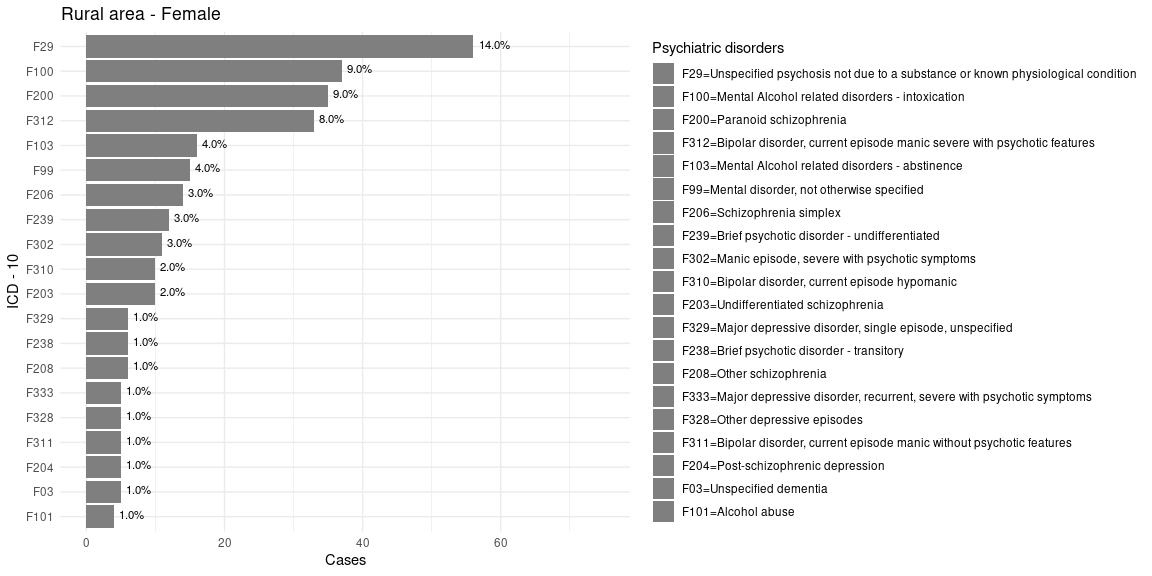 Rural area - Female
ICD - 10
F29
14.0%
F100
9.0%
F200
9.0%
F312
8.0%
F103
4.0%
F99
4.0%
F206
3.0%
F239
3.0%
F302
3.0%
F310
2.0%
F203
2.0%
F329
1.0%
F238
1.0%
F208
1.0%
F333
1.0%
F328
1.0%
F311
1.0%
F204
1.0%
F03
1.0%
F101
1.0%
0
20
40
60
Cases
Psychiatric disorders
F29=Unspecified psychosis not due to a substance or known physiological condition
F100=Mental Alcohol related disorders - intoxication
F200=Paranoid schizophrenia
F312=Bipolar disorder, current episode manic severe with psychotic features
F103=Mental Alcohol related disorders - abstinence
F99=Mental disorder, not otherwise specified
F206=Schizophrenia simplex
F239=Brief psychotic disorder - undifferentiated
F302=Manic episode, severe with psychotic symptoms
F310=Bipolar disorder, current episode hypomanic
F203=Undifferentiated schizophrenia
F329=Major depressive disorder, single episode, unspecified
F238=Brief psychotic disorder - transitory
F208=Other schizophrenia
F333=Major depressive disorder, recurrent, severe with psychotic symptoms
F328=Other depressive episodes
F311=Bipolar disorder, current episode manic without psychotic features
F204=Post-schizophrenic depression
F03=Unspecified dementia
F101=Alcohol abuse